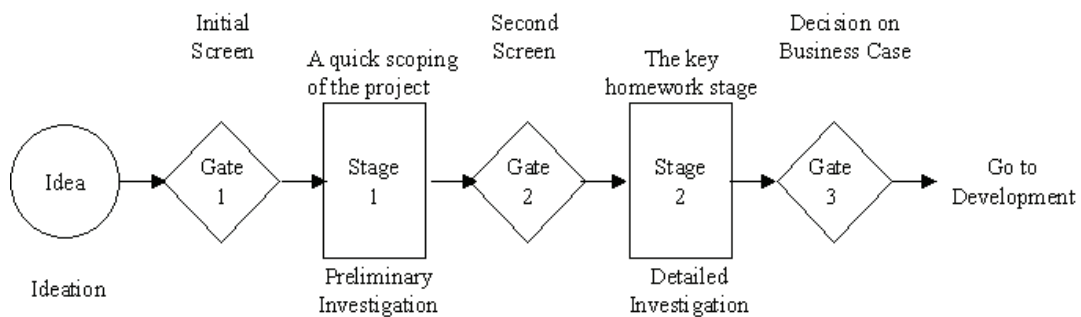 Initial
Screen
Second
Screen
Decision on
Business Case
A quick scoping
of the project
The key
homework stage
Idea
Gate
1
Stage
1
Gate
2
Stage
2
Gate
3
Go to
Development
Ideation
Preliminary
Investigation
Detailed
Investigation